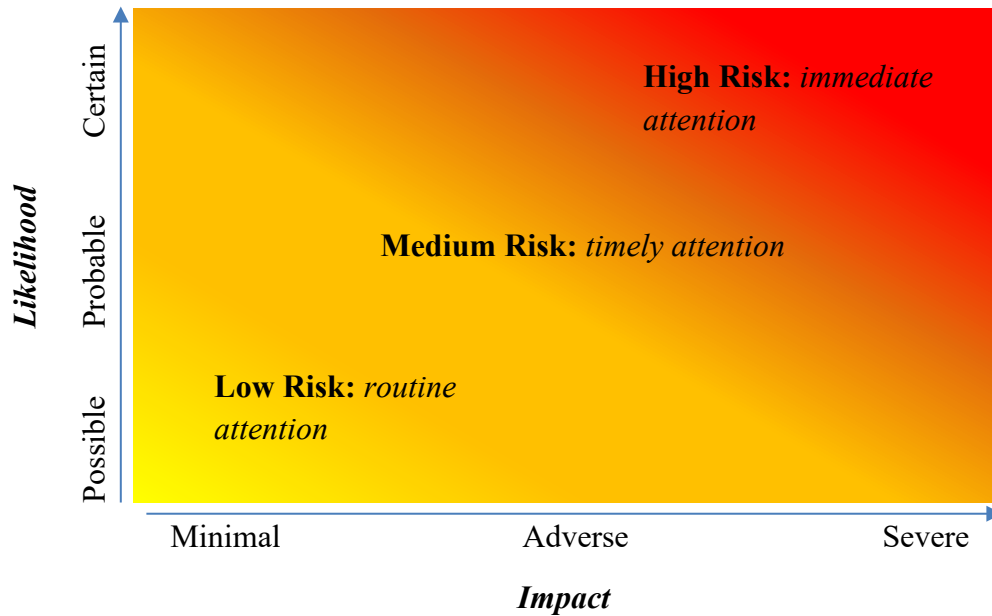 Likelihood
Certain
Probable
Possible
High Risk: immediate
attention
Medium Risk: timely attention
Low Risk: routine
attention
Minimal
Adverse
Severe
Impact